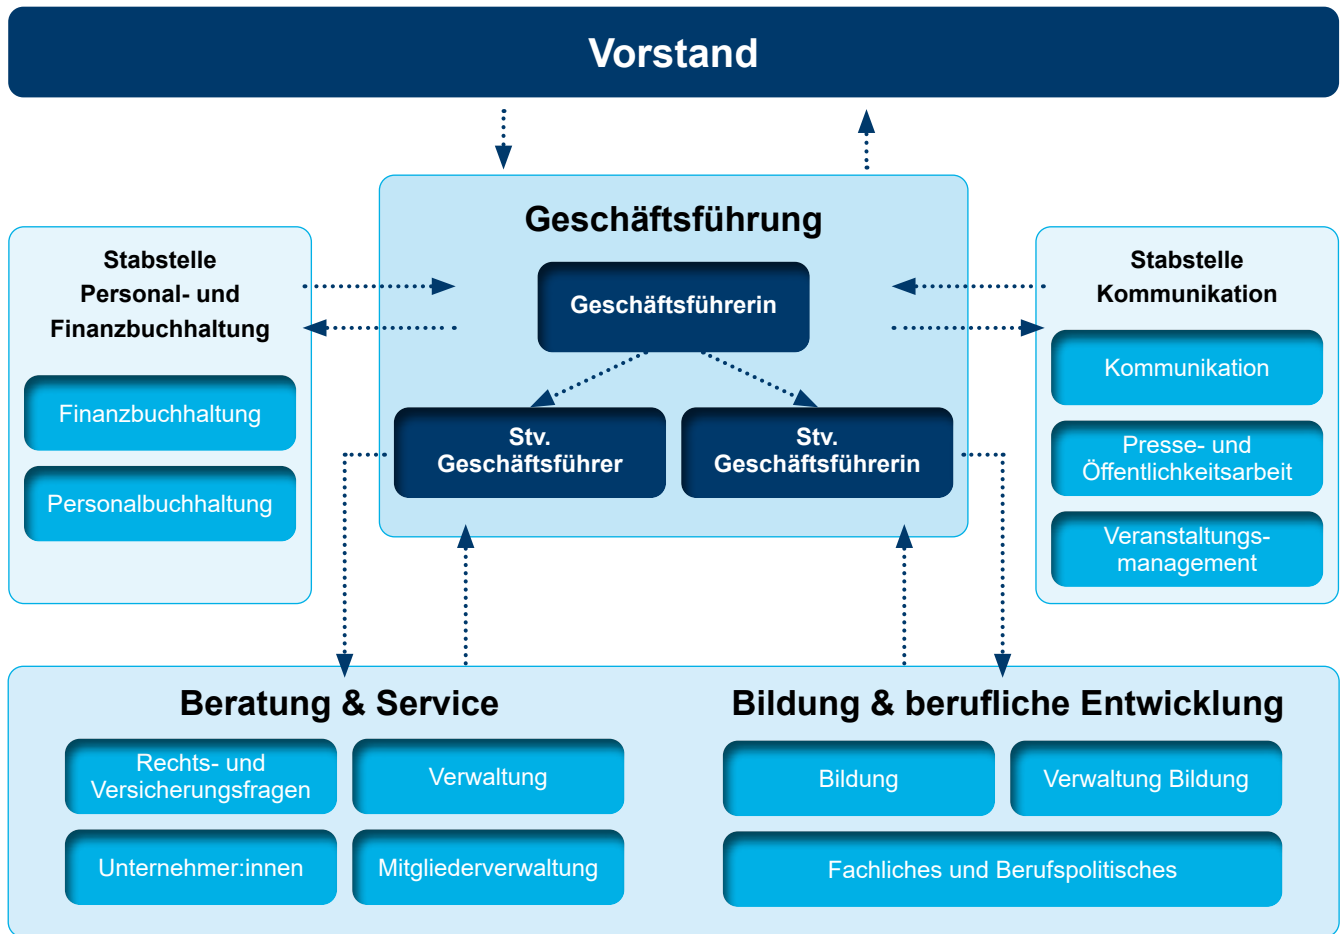 Vorstand
Geschäftsführung
Geschäftsführerin
Stv.
Geschäftsführer
Stv.
Geschäftsführerin
Stabstelle
Personal- und
Finanzbuchhaltung
Finanzbuchhaltung
Personalbuchhaltung
Stabstelle
Kommunikation
Kommunikation
Presse- und
Öffentlichkeitsarbeit
Veranstaltungs-
management
Beratung & Service
Rechts- und
Versicherungsfragen
Verwaltung
Unternehmer:innen
Mitgliederverwaltung
Bildung & berufliche Entwicklung
Bildung
Verwaltung Bildung
Fachliches und Berufspolitisches